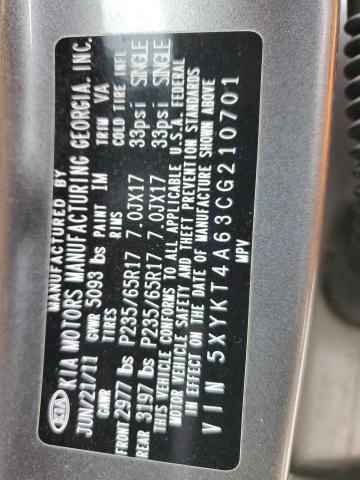 MANUFACTURED BY
KIA KIA MOTORS MANUFACTURING GEORGIA, INC.
JUN/21/11 GVWR 5093 lbs PAINT IM TRIM VIA
GAWR TIRES RIMS COLD TIRE INFL.
FRONT 2977 lbs P235/65R17 7.0JX17 33psi SINGLE
REAR 3197 lbs P235/65R17 7.0JX17 33psi SINGLE
THIS VEHICLE CONFORMS TO ALL APPLICABLE U.S.A. FEDERAL
MOTOR VEHICLE SAFETY AND THEFT PREVENTION STANDARDS
IN EFFECT ON THE DATE OF MANUFACTURE SHOWN ABOVE
VIN 5XYKT4A63CG210701
MPV